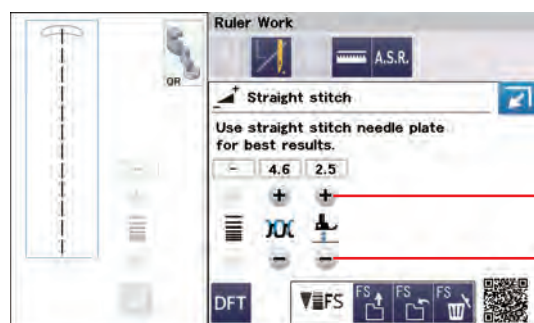 Ruler Work
QR
A.S.R.
Straight stitch
Use straight stitch needle plate
for best results.
- 4.6 2.5
DFT FS FS FS FS